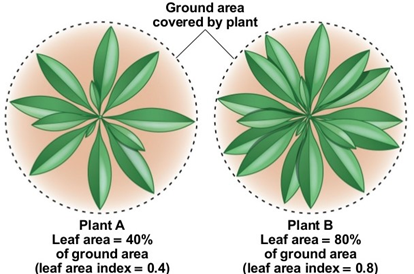 Ground area
covered by plant
Plant A
Leaf area = 40%
of ground area
(leaf area index = 0.4)
Plant B
Leaf area = 80%
of ground area
(leaf area index = 0.8)